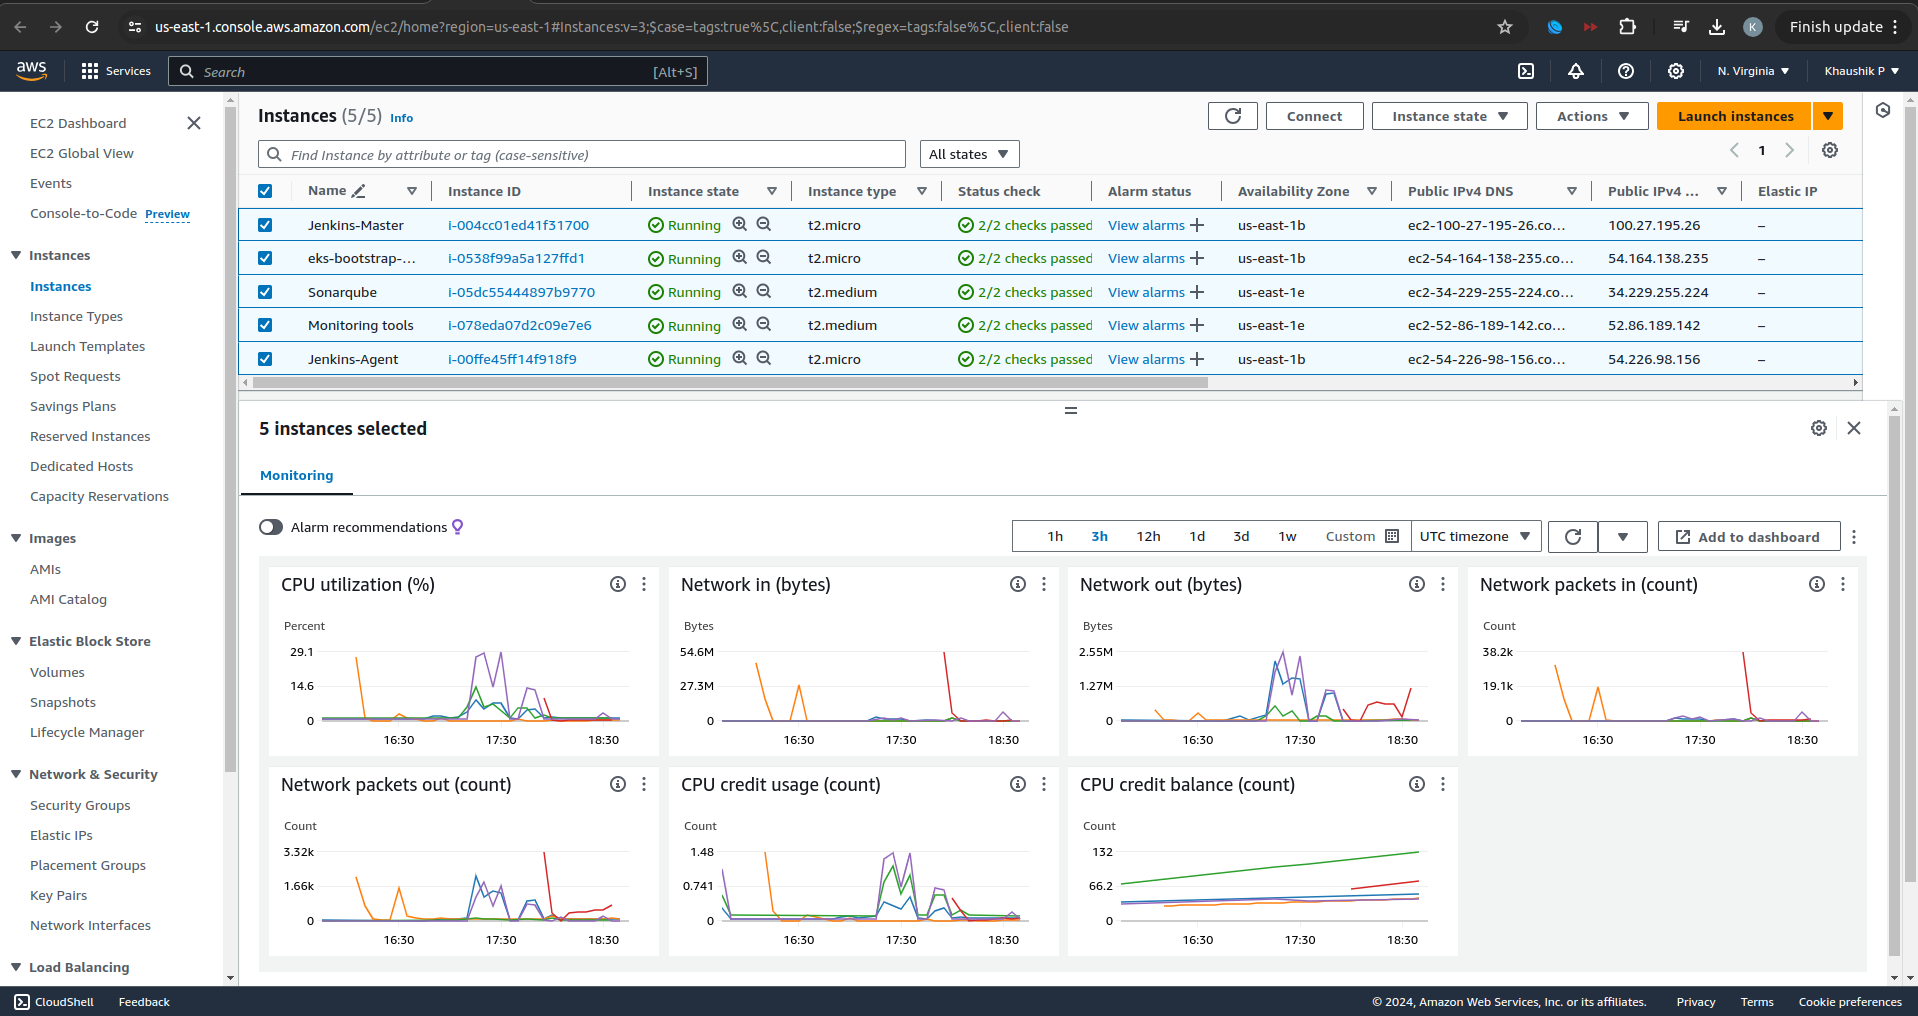 us-east-1.console.aws.amazon.com/ec2/home?region=us-east-1#Instances:v=3;$case=tags:true%5C,client:false;$regex=tags:false%5C,client:false
K
Finish update
aws
Services
Search
[Alt+S]
N. Virginia
Khaushik P
EC2 Dashboard
EC2 Global View
Events
Console-to-Code Preview
Instances
Instances
Instance Types
Launch Templates
Spot Requests
Savings Plans
Reserved Instances
Dedicated Hosts
Capacity Reservations
Images
AMIs
AMI Catalog
Elastic Block Store
Volumes
Snapshots
Lifecycle Manager
Network & Security
Security Groups
Elastic IPs
Placement Groups
Key Pairs
Network Interfaces
Load Balancing
Instances (5/5) Info
Connect
Instance state
Actions
Launch instances
Find Instance by attribute or tag (case-sensitive)
All states
1
Name Instance ID Instance state Instance type Status check Alarm status Availability Zone Public IPv4 DNS Public IPv4 ... Elastic IP
Jenkins-Master i-004cc01ed41f31700 Running t2.micro 2/2 checks passed View alarms us-east-1b ec2-100-27-195-26.co... 100.27.195.26 –
eks-bootstrap-... i-0538f99a5a127ffd1 Running t2.micro 2/2 checks passed View alarms us-east-1b ec2-54-164-138-235.co... 54.164.138.235 –
Sonarqube i-05dc55444897b9770 Running t2.medium 2/2 checks passed View alarms us-east-1e ec2-34-229-255-224.co... 34.229.255.224 –
Monitoring tools i-078eda07d2c09e7e6 Running t2.medium 2/2 checks passed View alarms us-east-1e ec2-52-86-189-142.co... 52.86.189.142 –
Jenkins-Agent i-00ffe45ff14f918f9 Running t2.micro 2/2 checks passed View alarms us-east-1b ec2-54-226-98-156.co... 54.226.98.156 –
5 instances selected
Monitoring
Alarm recommendations
1h 3h 12h 1d 3d 1w Custom
UTC timezone
Add to dashboard
CPU utilization (%)
Percent
29.1
14.6
0
16:30 17:30 18:30
Network in (bytes)
Bytes
54.6M
27.3M
0
16:30 17:30 18:30
Network out (bytes)
Bytes
2.55M
1.27M
0
16:30 17:30 18:30
Network packets in (count)
Count
38.2k
19.1k
0
16:30 17:30 18:30
Network packets out (count)
Count
3.32k
1.66k
0
16:30 17:30 18:30
CPU credit usage (count)
Count
1.48
0.741
0
16:30 17:30 18:30
CPU credit balance (count)
Count
132
66.2
0
16:30 17:30 18:30
CloudShell
Feedback
© 2024, Amazon Web Services, Inc. or its affiliates.
Privacy
Terms
Cookie preferences